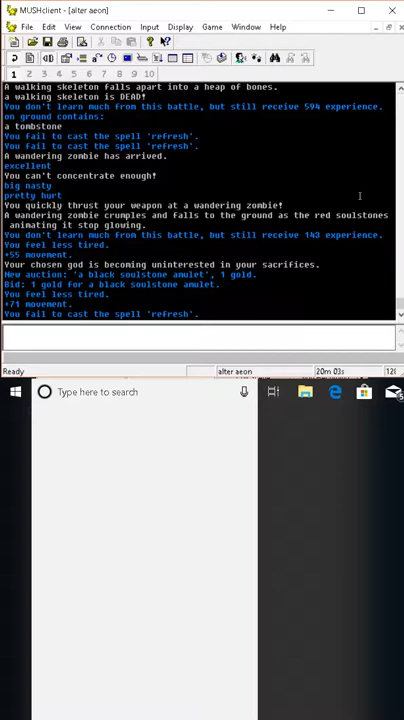 MUSHclient - [alter aeon]
File Edit View Connection Input Display Game Window Help
1 2 3 4 5 6 7 8 9 10
A walking skeleton falls apart into a heap of bones.
a walking skeleton is DEAD!
You don't learn much from this battle, but still receive 594 experience.
on ground contains:
a tombstone
You fail to cast the spell 'refresh'.
You fail to cast the spell 'refresh'.
A wandering zombie has arrived.
excellent
You can't concentrate enough!
big nasty
pretty hurt
You quickly thrust your weapon at a wandering zombie!
A wandering zombie crumples and falls to the ground as the red soulstones
animating it stop glowing.
You don't learn much from this battle, but still receive 143 experience.
You feel less tired.
+55 movement.
Your chosen god is becoming uninterested in your sacrifices.
New auction: 'a black soulstone amulet', 1 gold.
Bid: 1 gold for a black soulstone amulet.
You feel less tired.
+71 movement.
You fail to cast the spell 'refresh'.
Ready alter aeon 20m 03s
Type here to search